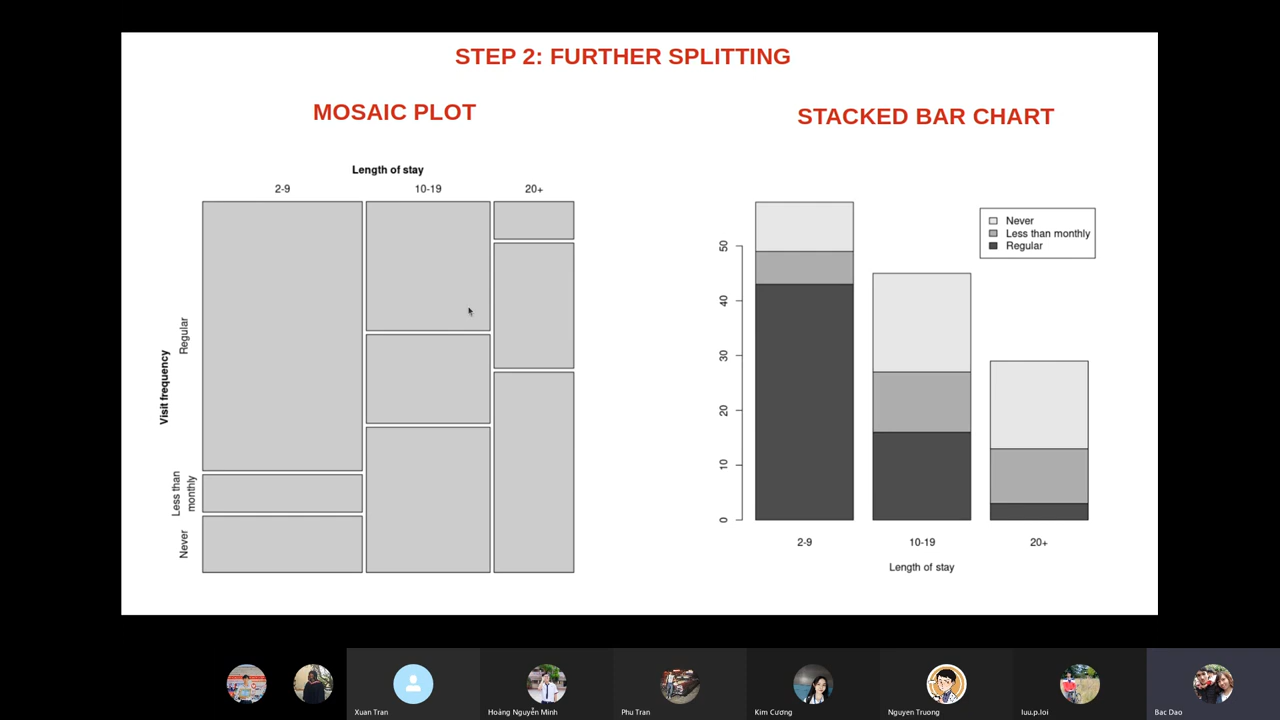 STEP 2: FURTHER SPLITTING
MOSAIC PLOT
STACKED BAR CHART
Length of stay
2-9
10-19
20+
Visit frequency
Regular
Less than
monthly
Never
Never
Less than monthly
Regular
50
40
30
20
10
0
2-9
10-19
20+
Length of stay
Xuan Tran
Hoàng Nguyễn Minh
Phu Tran
Kim Cương
Nguyen Truong
luu.p.loi
Bac Dao